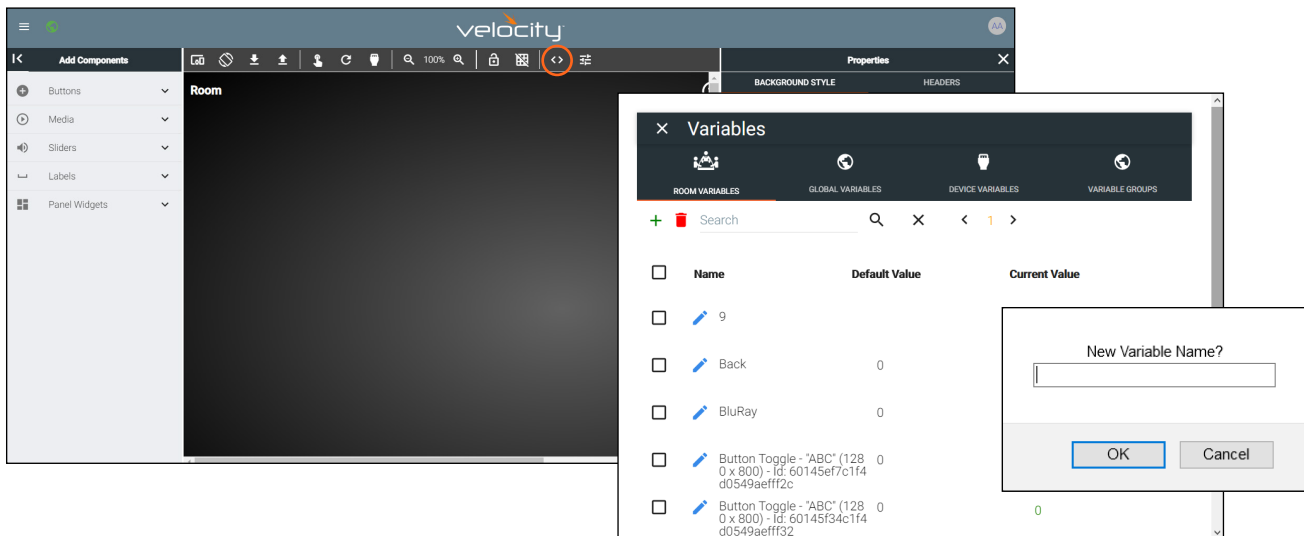 velocity
AA
Add Components
100%
Properties
Buttons
Media
Sliders
Labels
Panel Widgets
Room
BACKGROUND STYLE
HEADERS
Variables
ROOM VARIABLES
GLOBAL VARIABLES
DEVICE VARIABLES
VARIABLE GROUPS
Search
1
Name
Default Value
Current Value
9
Back
0
BluRay
0
Button Toggle - "ABC" (128
0 x 800) - Id: 60145ef7c1f4
d0549aefff2c
0
Button Toggle - "ABC" (128
0 x 800) - Id: 60145f34c1f4
d0549aefff32
0
0
New Variable Name?
OK
Cancel